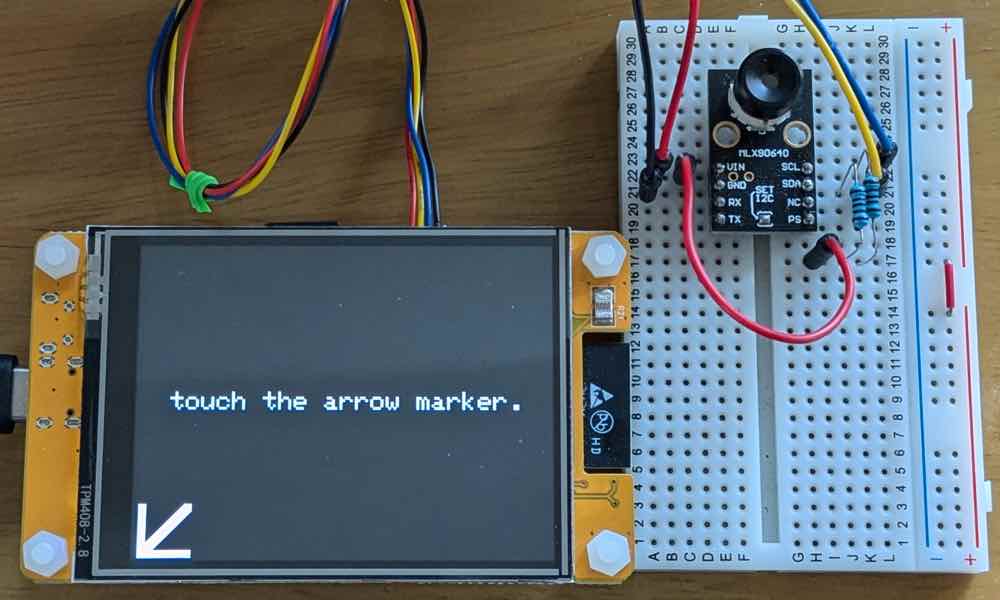 A B C D E F G H I J K L
30 29 28 27 26 25 24 23 22 21 20 19 18 17 16 15 14 13 12 11 10 9 8 7 6 5 4 3 2 1
MLX90640
VIN SCL
GND SDA
RX NC
TX PS
SET
I2C
touch the arrow marker.
TPM408-2.8
R21
Pb
HD
A B C D E F G H I J K L